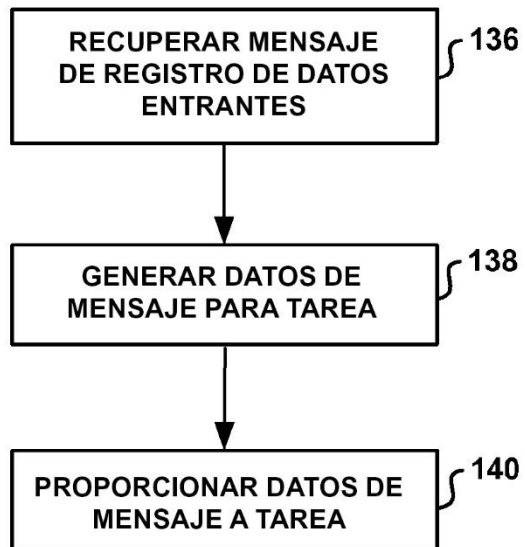 RECUPERAR MENSAJE
DE REGISTRO DE DATOS
ENTRANTES
136
GENERAR DATOS DE
MENSAJE PARA TAREA
138
PROPORCIONAR DATOS DE
MENSAJE A TAREA
140